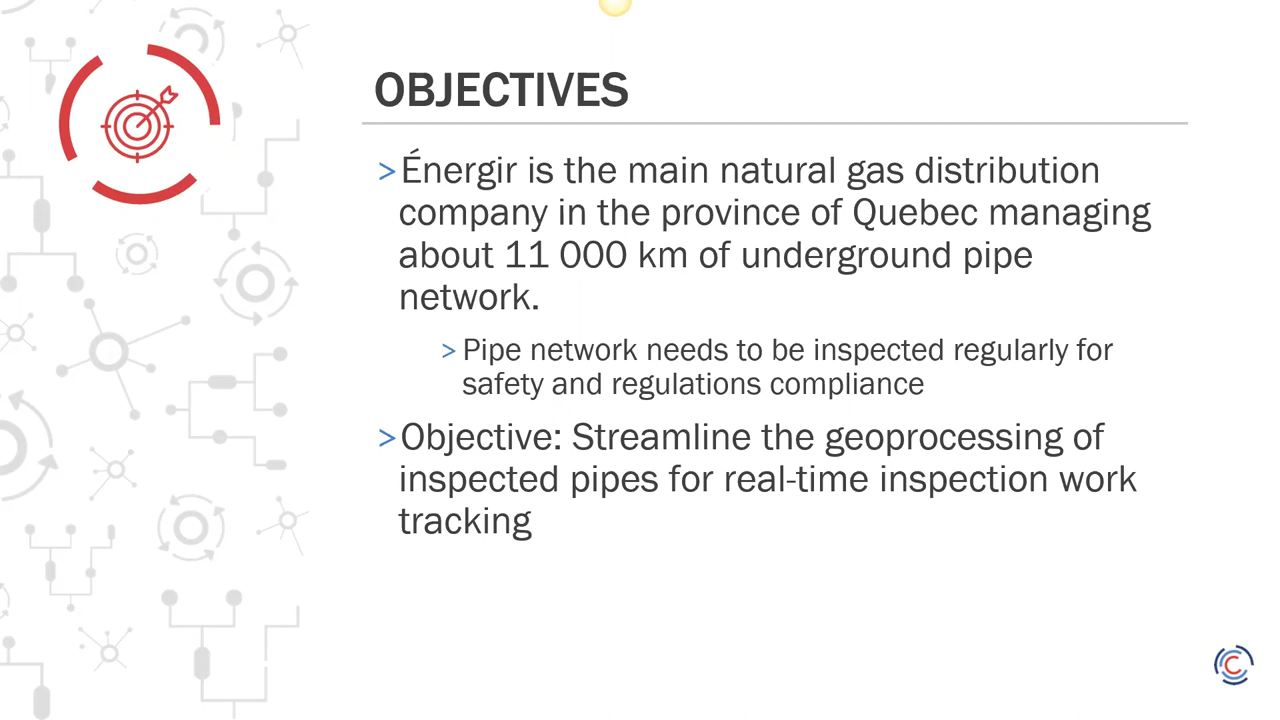 OBJECTIVES
>Énergir is the main natural gas distribution
company in the province of Quebec managing
about 11 000 km of underground pipe
network.
>Pipe network needs to be inspected regularly for
safety and regulations compliance
>Objective: Streamline the geoprocessing of
inspected pipes for real-time inspection work
tracking
C